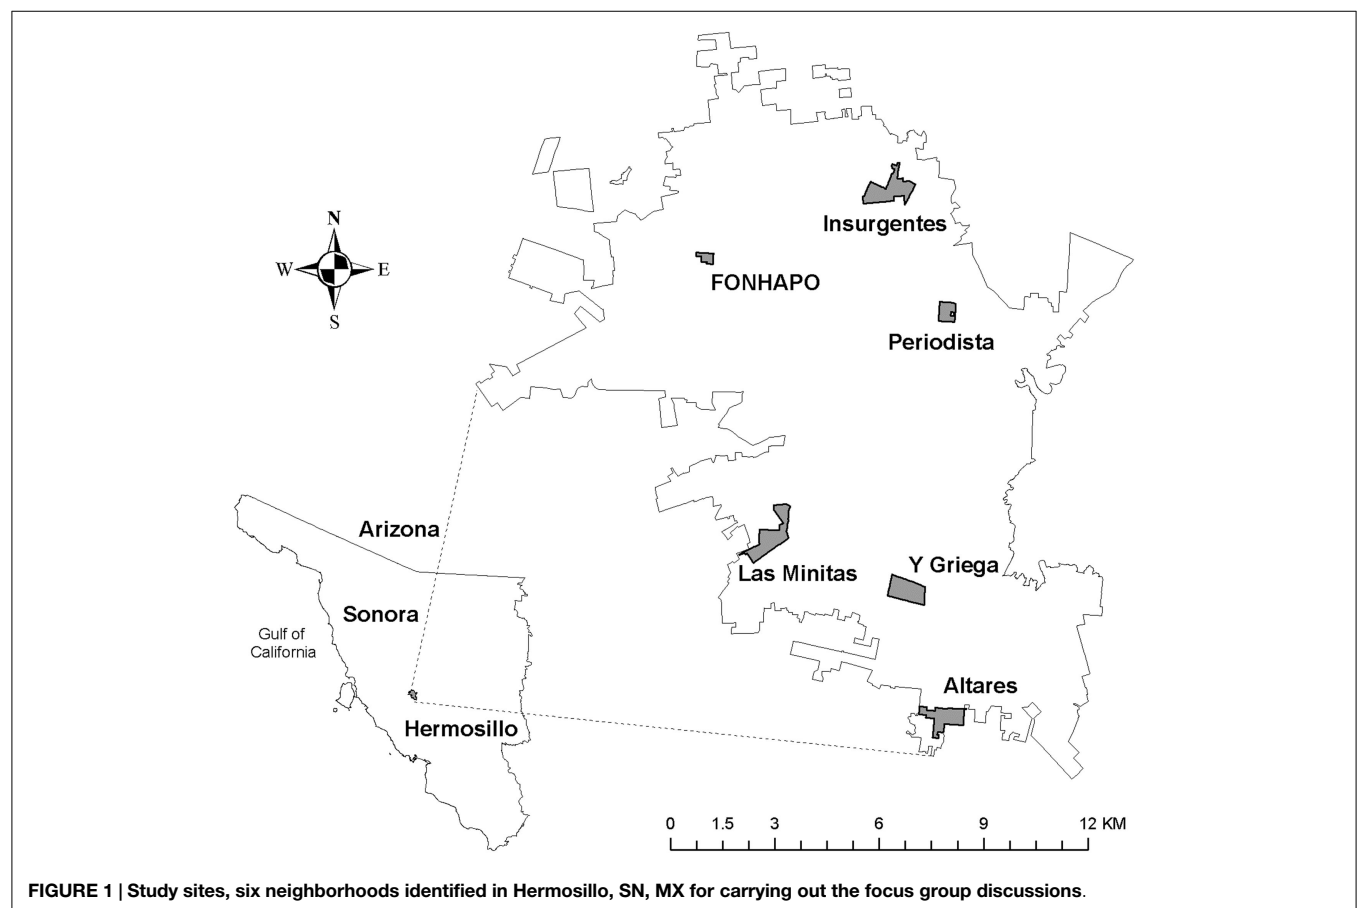 N
W E
S
Insurgentes
FONHAPO
Periodista
Arizona
Sonora
Gulf of
California
Hermosillo
Las Minitas
Y Griega
Altares
0 1.5 3 6 9 12 KM
FIGURE 1 | Study sites, six neighborhoods identified in Hermosillo, SN, MX for carrying out the focus group discussions.